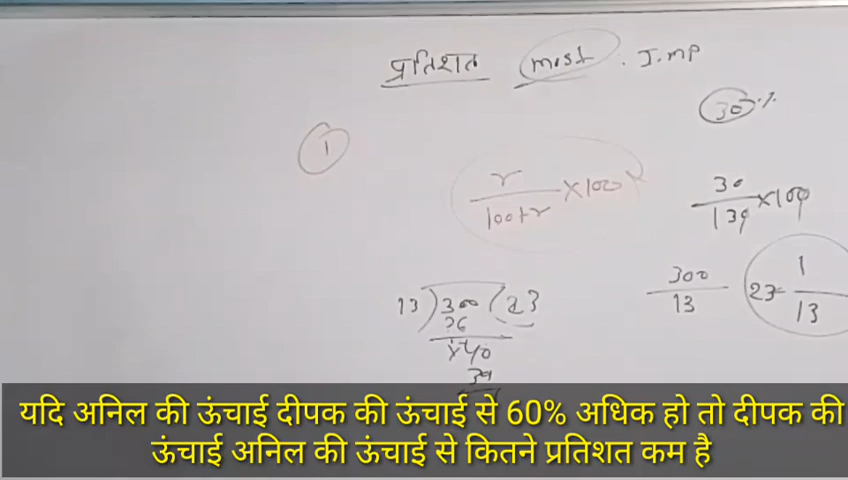 प्रतिशत most. I.mp
30%
1
r/100+r ×100%
30/130 ×100
300/13 23 1/13
13)300(23
26
×40
39
यदि अनिल की ऊंचाई दीपक की ऊंचाई से 60% अधिक हो तो दीपक की
ऊंचाई अनिल की ऊंचाई से कितने प्रतिशत कम है